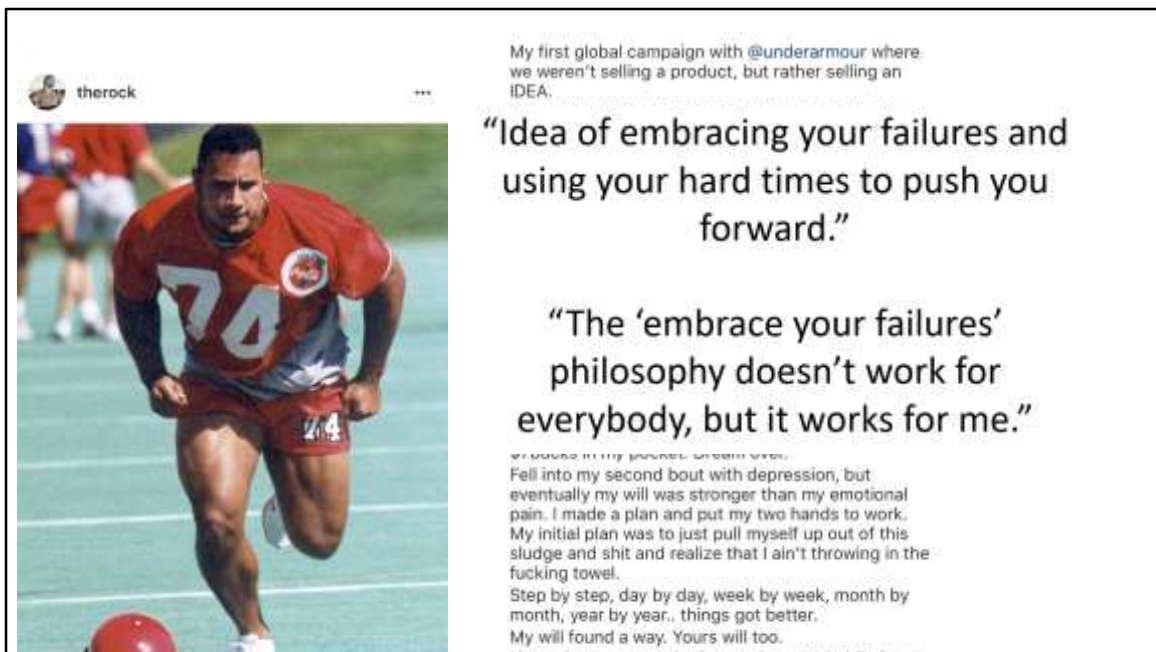 therock
...
74
74
My first global campaign with @underarmour where
we weren't selling a product, but rather selling an
IDEA.
“Idea of embracing your failures and
using your hard times to push you
forward.”
“The ‘embrace your failures’
philosophy doesn’t work for
everybody, but it works for me.”
Fell into my second bout with depression, but
eventually my will was stronger than my emotional
pain. I made a plan and put my two hands to work.
My initial plan was to just pull myself up out of this
sludge and shit and realize that I ain't throwing in the
fucking towel.
Step by step, day by day, week by week, month by
month, year by year.. things got better.
My will found a way. Yours will too.